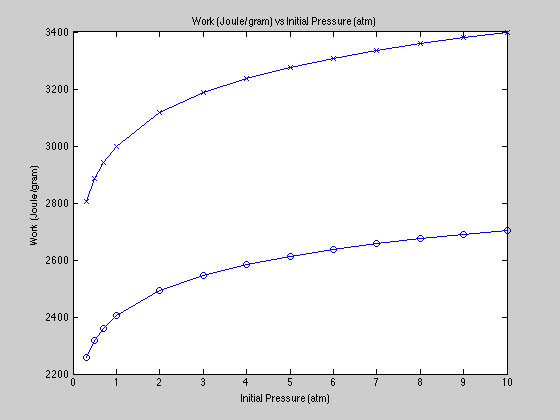 Work (Joule/gram) vs Initial Pressure (atm)
Work (Joule/gram)
3400
3200
3000
2800
2600
2400
2200
0 1 2 3 4 5 6 7 8 9 10
Initial Pressure (atm)